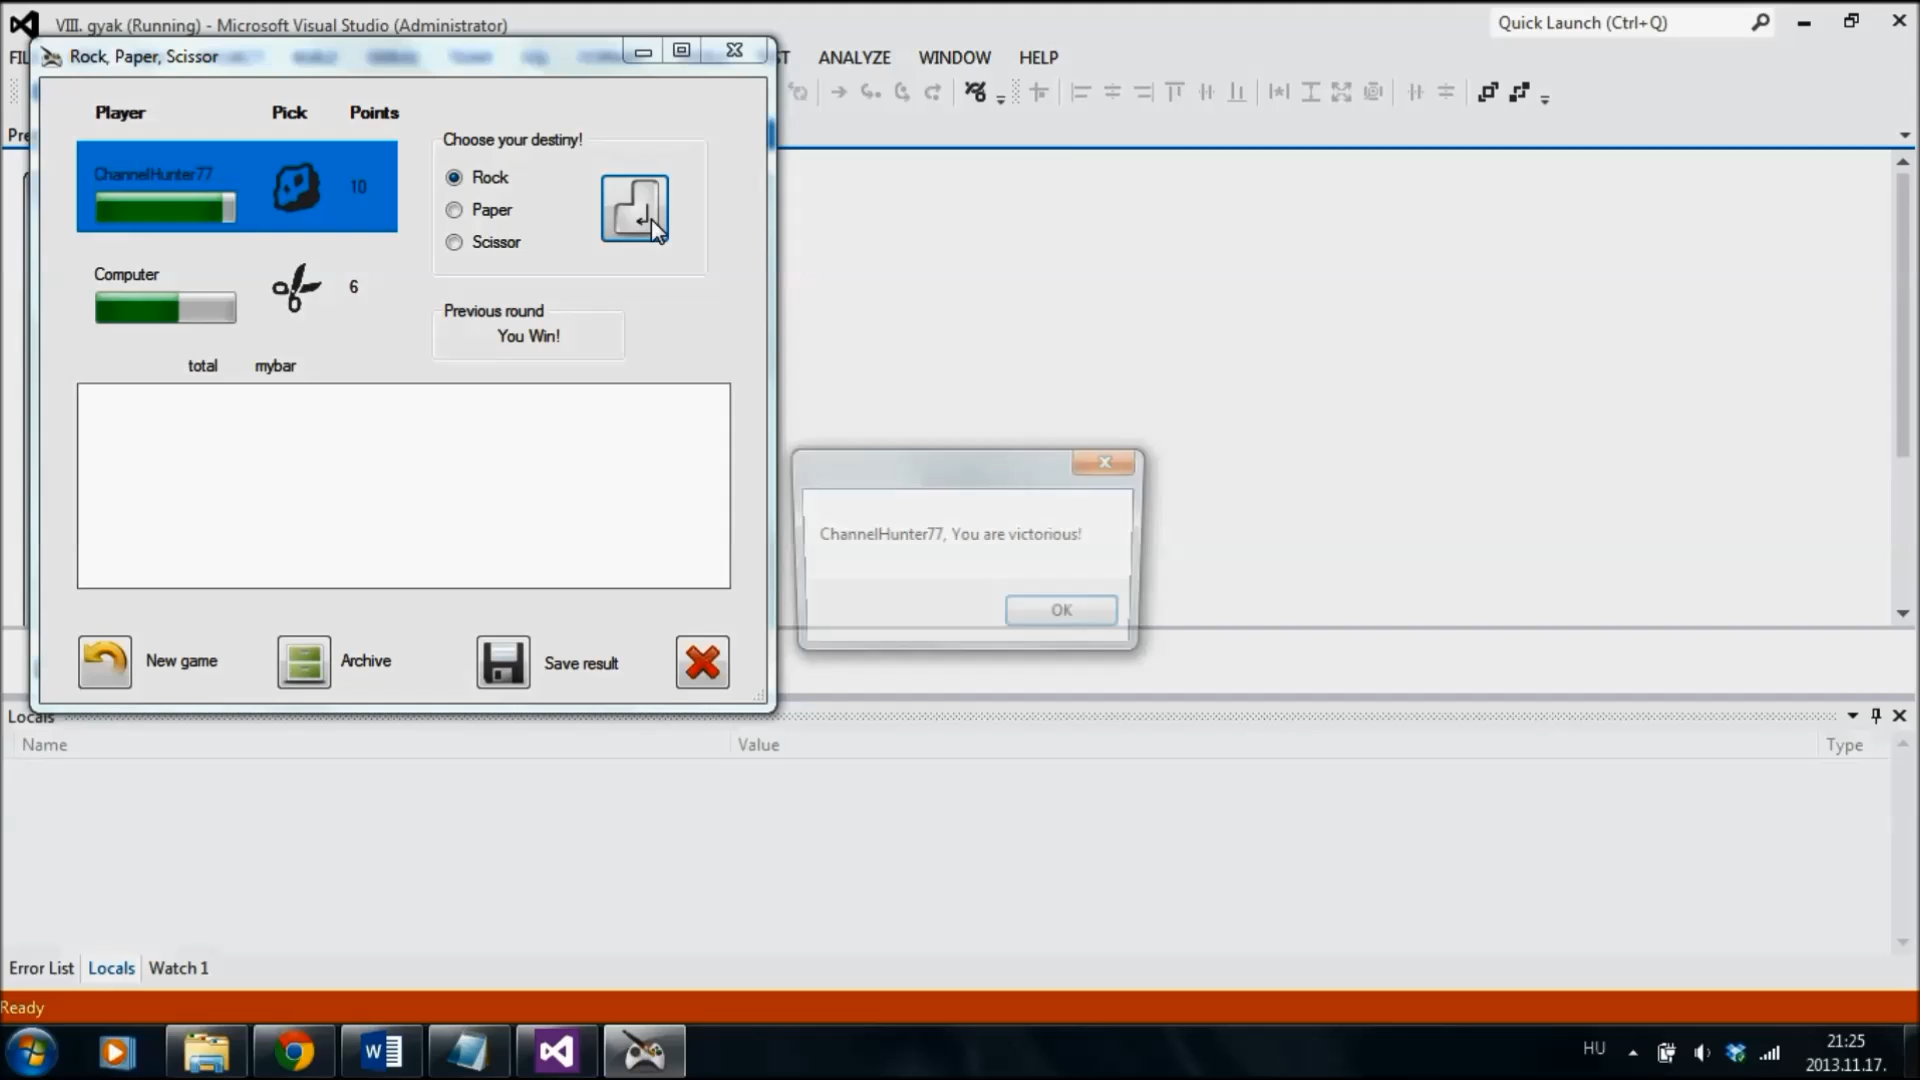 VIII. gyak (Running) - Microsoft Visual Studio (Administrator)
Quick Launch (Ctrl+Q)
ANALYZE WINDOW HELP
Rock, Paper, Scissor
Player Pick Points
ChannelHunter77 10
Computer 6
Choose your destiny!
Rock
Paper
Scissor
Previous round
You Win!
total mybar
ChannelHunter77, You are victorious!
OK
New game
Archive
Save result
Locals
Name Value Type
Error List Locals Watch 1
Ready
HU
21:25
2013.11.17.